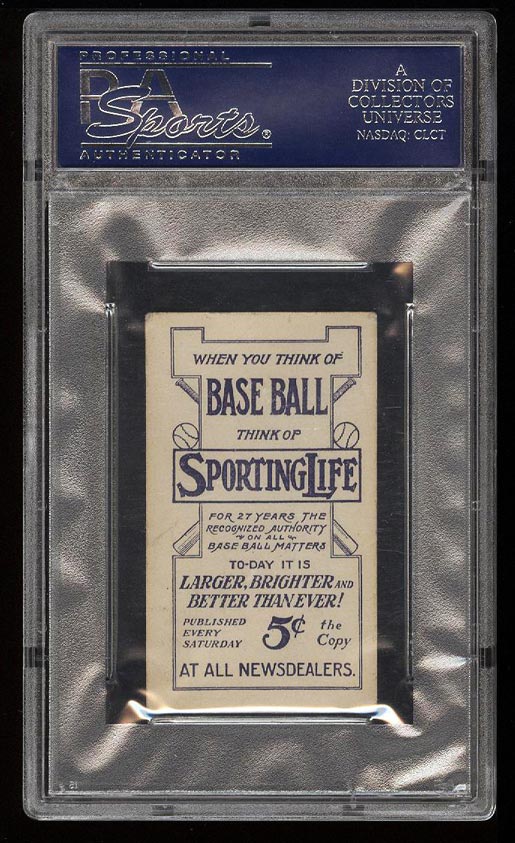 PROFESSIONAL
PSA
Sports®
AUTHENTICATOR
A
DIVISION OF
COLLECTORS
UNIVERSE
NASDAQ: CLCT
WHEN YOU THINK OF
BASE BALL
THINK OF
SPORTING LIFE
FOR 27 YEARS THE
RECOGNIZED AUTHORITY
ON ALL
BASE BALL MATTERS
TO-DAY IT IS
LARGER, BRIGHTER AND
BETTER THAN EVER!
PUBLISHED
EVERY
SATURDAY
5¢
the
Copy
AT ALL NEWSDEALERS.